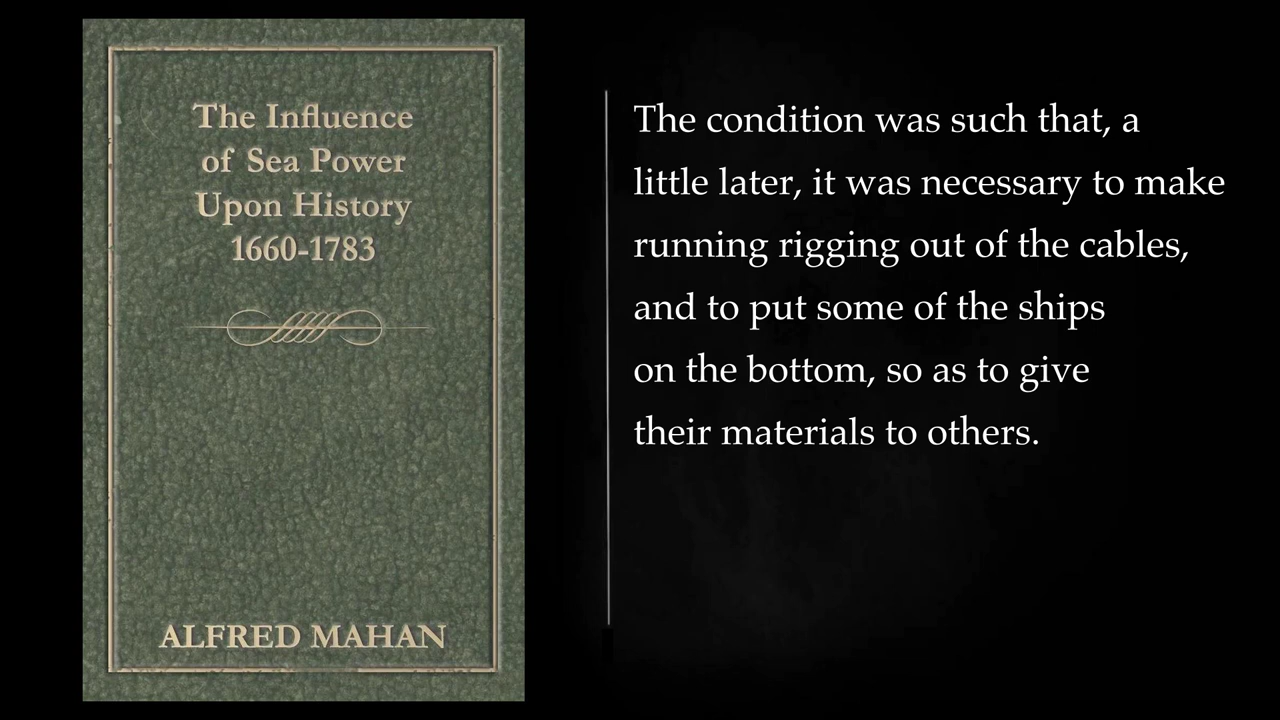 The Influence
of Sea Power
Upon History
1660-1783
ALFRED MAHAN
The condition was such that, a
little later, it was necessary to make
running rigging out of the cables,
and to put some of the ships
on the bottom, so as to give
their materials to others.